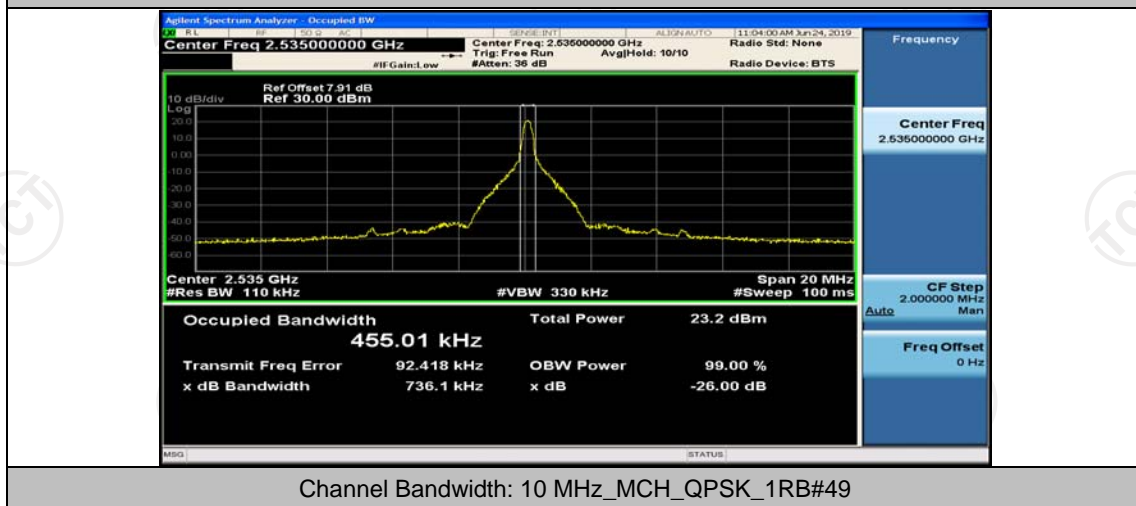 Agilent Spectrum Analyzer - Occupied BW
RL RF 50 Ω AC SENSE:INT ALIGN AUTO 11:04:00 AM Jun 24, 2019
Center Freq 2.535000000 GHz
Center Freq: 2.535000000 GHz
Radio Std: None
Trig: Free Run Avg|Hold: 10/10
#IFGain:Low #Atten: 36 dB Radio Device: BTS
Ref Offset 7.91 dB
10 dB/div Ref 30.00 dBm
Log
20.0
10.0
0.00
-10.0
-20.0
-30.0
-40.0
-50.0
-60.0
Center 2.535 GHz Span 20 MHz
#Res BW 110 kHz #VBW 330 kHz #Sweep 100 ms
Occupied Bandwidth Total Power 23.2 dBm
455.01 kHz
Transmit Freq Error 92.418 kHz OBW Power 99.00 %
x dB Bandwidth 736.1 kHz x dB -26.00 dB
MSG STATUS
Frequency
Center Freq
2.535000000 GHz
CF Step
2.000000 MHz
Auto Man
Freq Offset
0 Hz
Channel Bandwidth: 10 MHz_MCH_QPSK_1RB#49